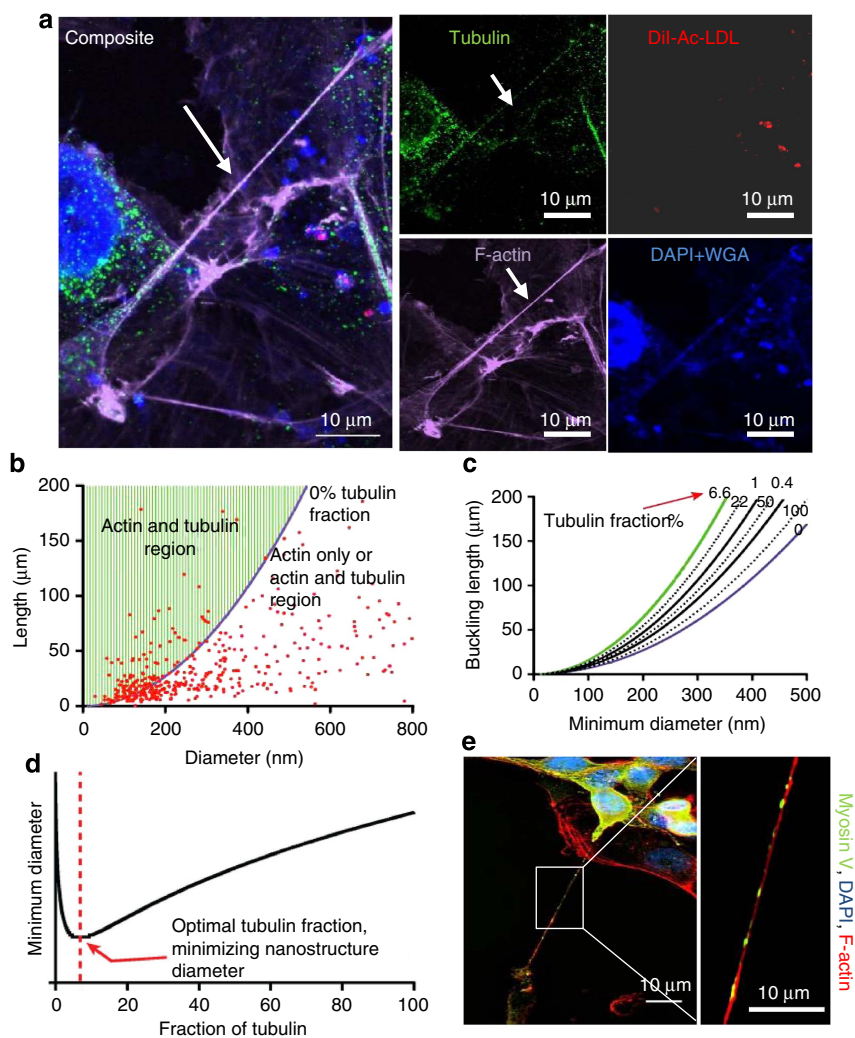 a
Composite
10 μm
Tubulin
10 μm
Dil-Ac-LDL
10 μm
F-actin
10 μm
DAPI+WGA
10 μm
b
Length (μm)
200
150
100
50
0
0
200
400
600
800
Diameter (nm)
Actin and tubulin
region
0% tubulin
fraction
Actin only or
actin and tubulin
region
c
Buckling length (μm)
200
150
100
50
0
0
100
200
300
400
500
Minimum diameter (nm)
Tubulin fraction%
6.6
22
1
50
0.4
100
0
d
Minimum diameter
Optimal tubulin fraction,
minimizing nanostructure
diameter
0
20
40
60
80
100
Fraction of tubulin
e
10 μm
10 μm
Myosin V, DAPI, F-actin